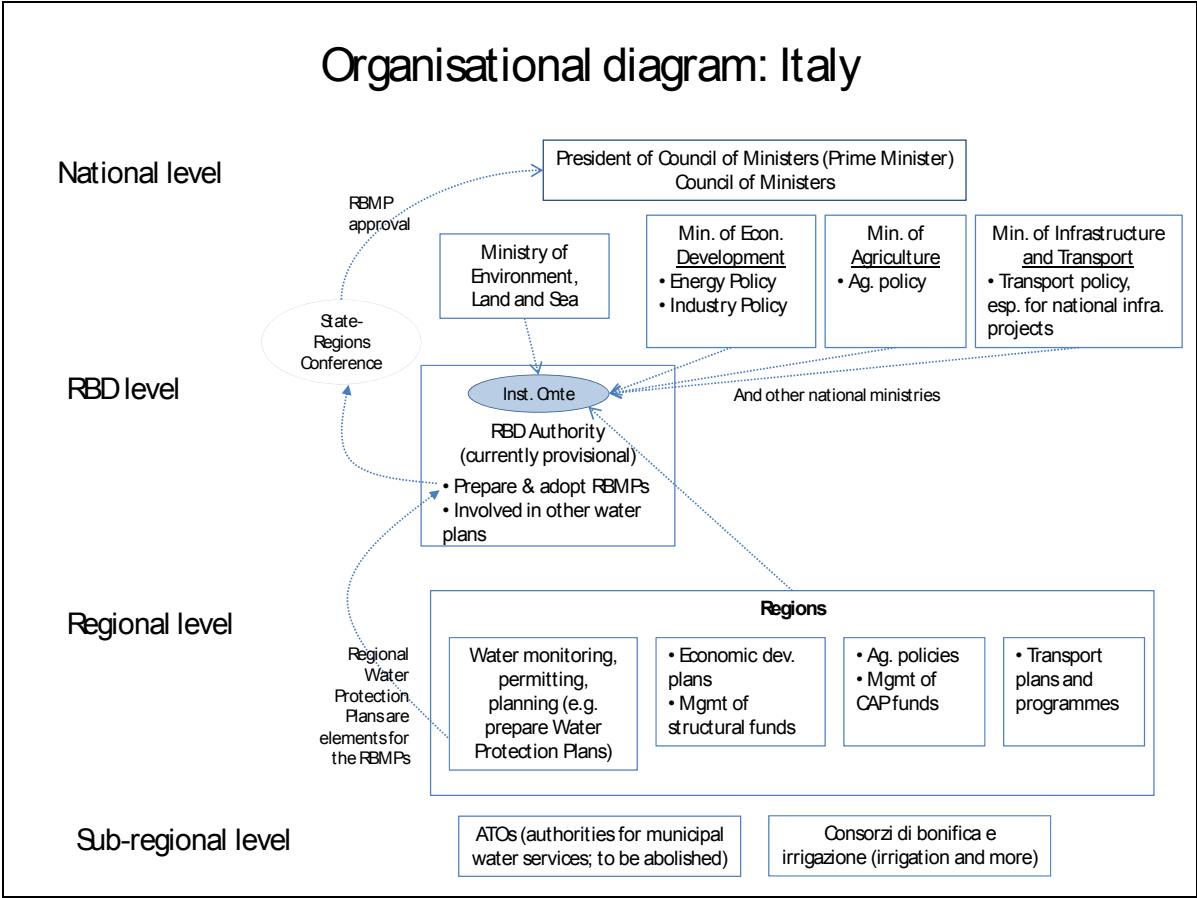 Organisational diagram: Italy
National level
President of Council of Ministers (Prime Minister)
Council of Ministers
RBMP
approval
Ministry of
Environment,
Land and Sea
Min. of Econ.
Development
• Energy Policy
• Industry Policy
Min. of
Agriculture
• Ag. policy
Min. of Infrastructure
and Transport
• Transport policy,
esp. for national infra.
projects
State-
Regions
Conference
RBD level
Inst. Cmte
And other national ministries
RBD Authority
(currently provisional)
• Prepare & adopt RBMPs
• Involved in other water
plans
Regional level
Regions
Regional
Water
Protection
Plans are
elements for
the RBMPs
Water monitoring,
permitting,
planning (e.g.
prepare Water
Protection Plans)
• Economic dev.
plans
• Mgmt of
structural funds
• Ag. policies
• Mgmt of
CAP funds
• Transport
plans and
programmes
Sub-regional level
ATOs (authorities for municipal
water services; to be abolished)
Consorzi di bonifica e
irrigazione (irrigation and more)